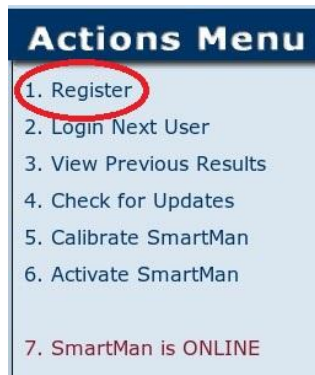 Actions Menu
1. Register
2. Login Next User
3. View Previous Results
4. Check for Updates
5. Calibrate SmartMan
6. Activate SmartMan
7. SmartMan is ONLINE